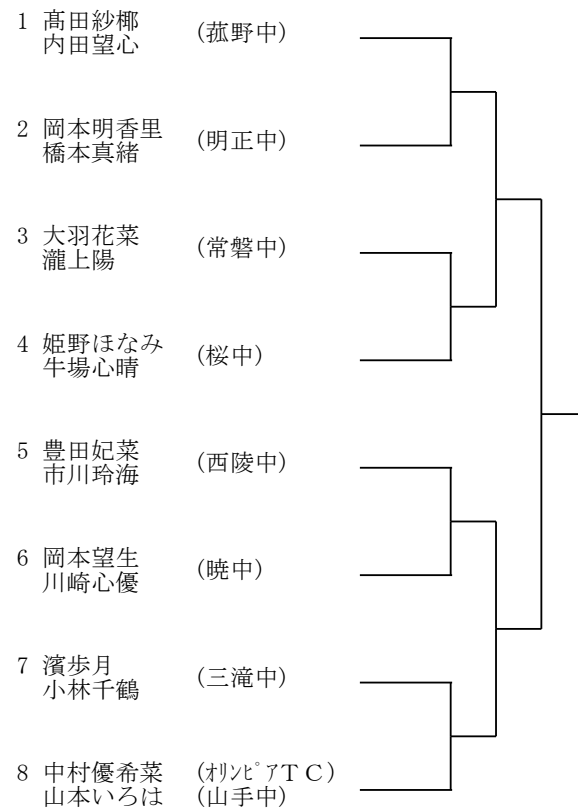 1 髙田紗椰 (菰野中)
内田望心
2 岡本明香里 (明正中)
橋本真緒
3 大羽花菜 (常磐中)
瀧上陽
4 姫野ほなみ (桜中)
牛場心晴
5 豊田妃菜 (西陵中)
市川玲海
6 岡本望生 (暁中)
川崎心優
7 濱歩月 (三滝中)
小林千鶴
8 中村優希菜 (ｵﾘﾝﾋﾟｱＴＣ)
山本いろは (山手中)